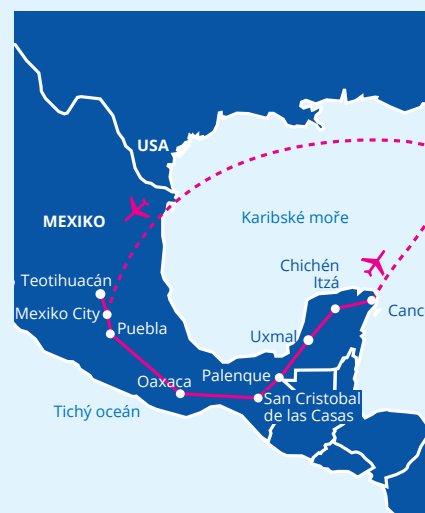 USA
MEXIKO
Karibské moře
Chichén
Itzá
Teotihuacán
Mexiko City
Canc
Puebla
Uxmal
Palenque
Oaxaca
San Cristobal
de las Casas
Tichý oceán